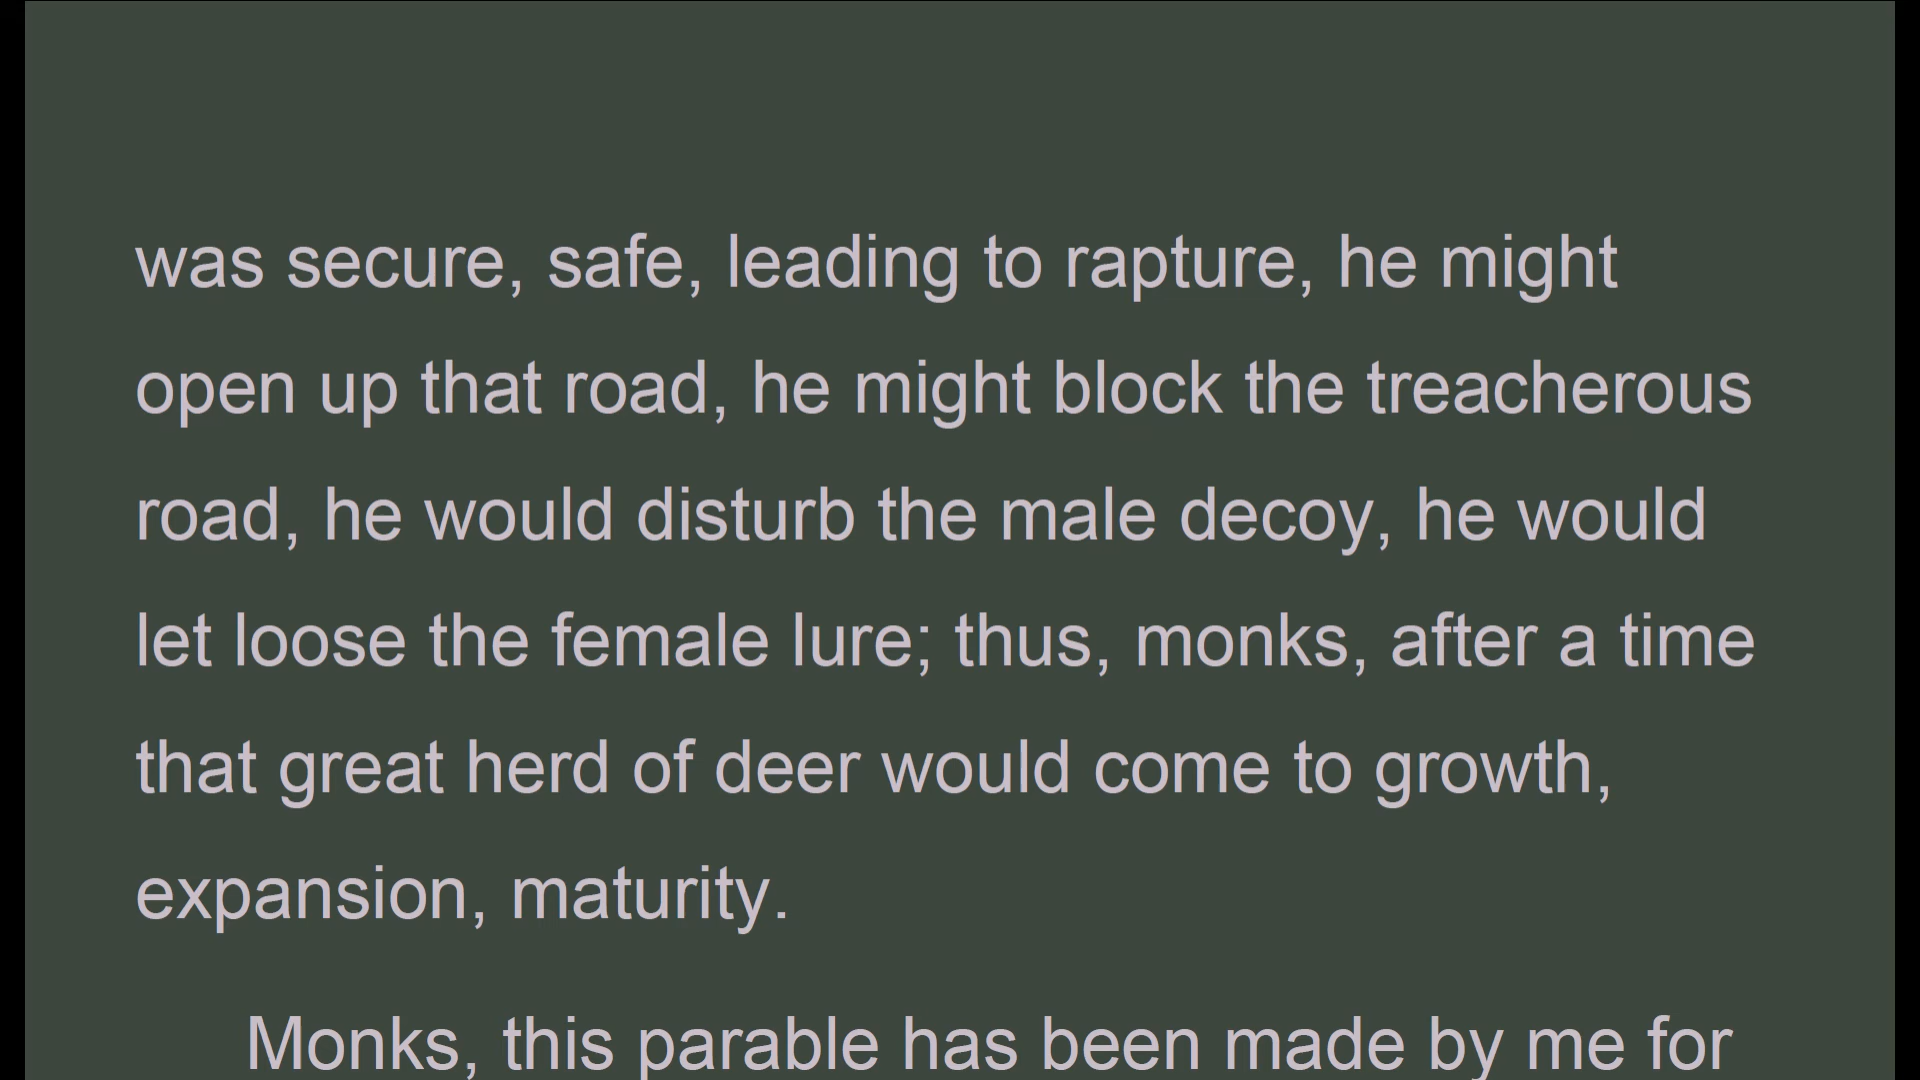 was secure, safe, leading to rapture, he might
open up that road, he might block the treacherous
road, he would disturb the male decoy, he would
let loose the female lure; thus, monks, after a time
that great herd of deer would come to growth,
expansion, maturity.
Monks, this parable has been made by me for